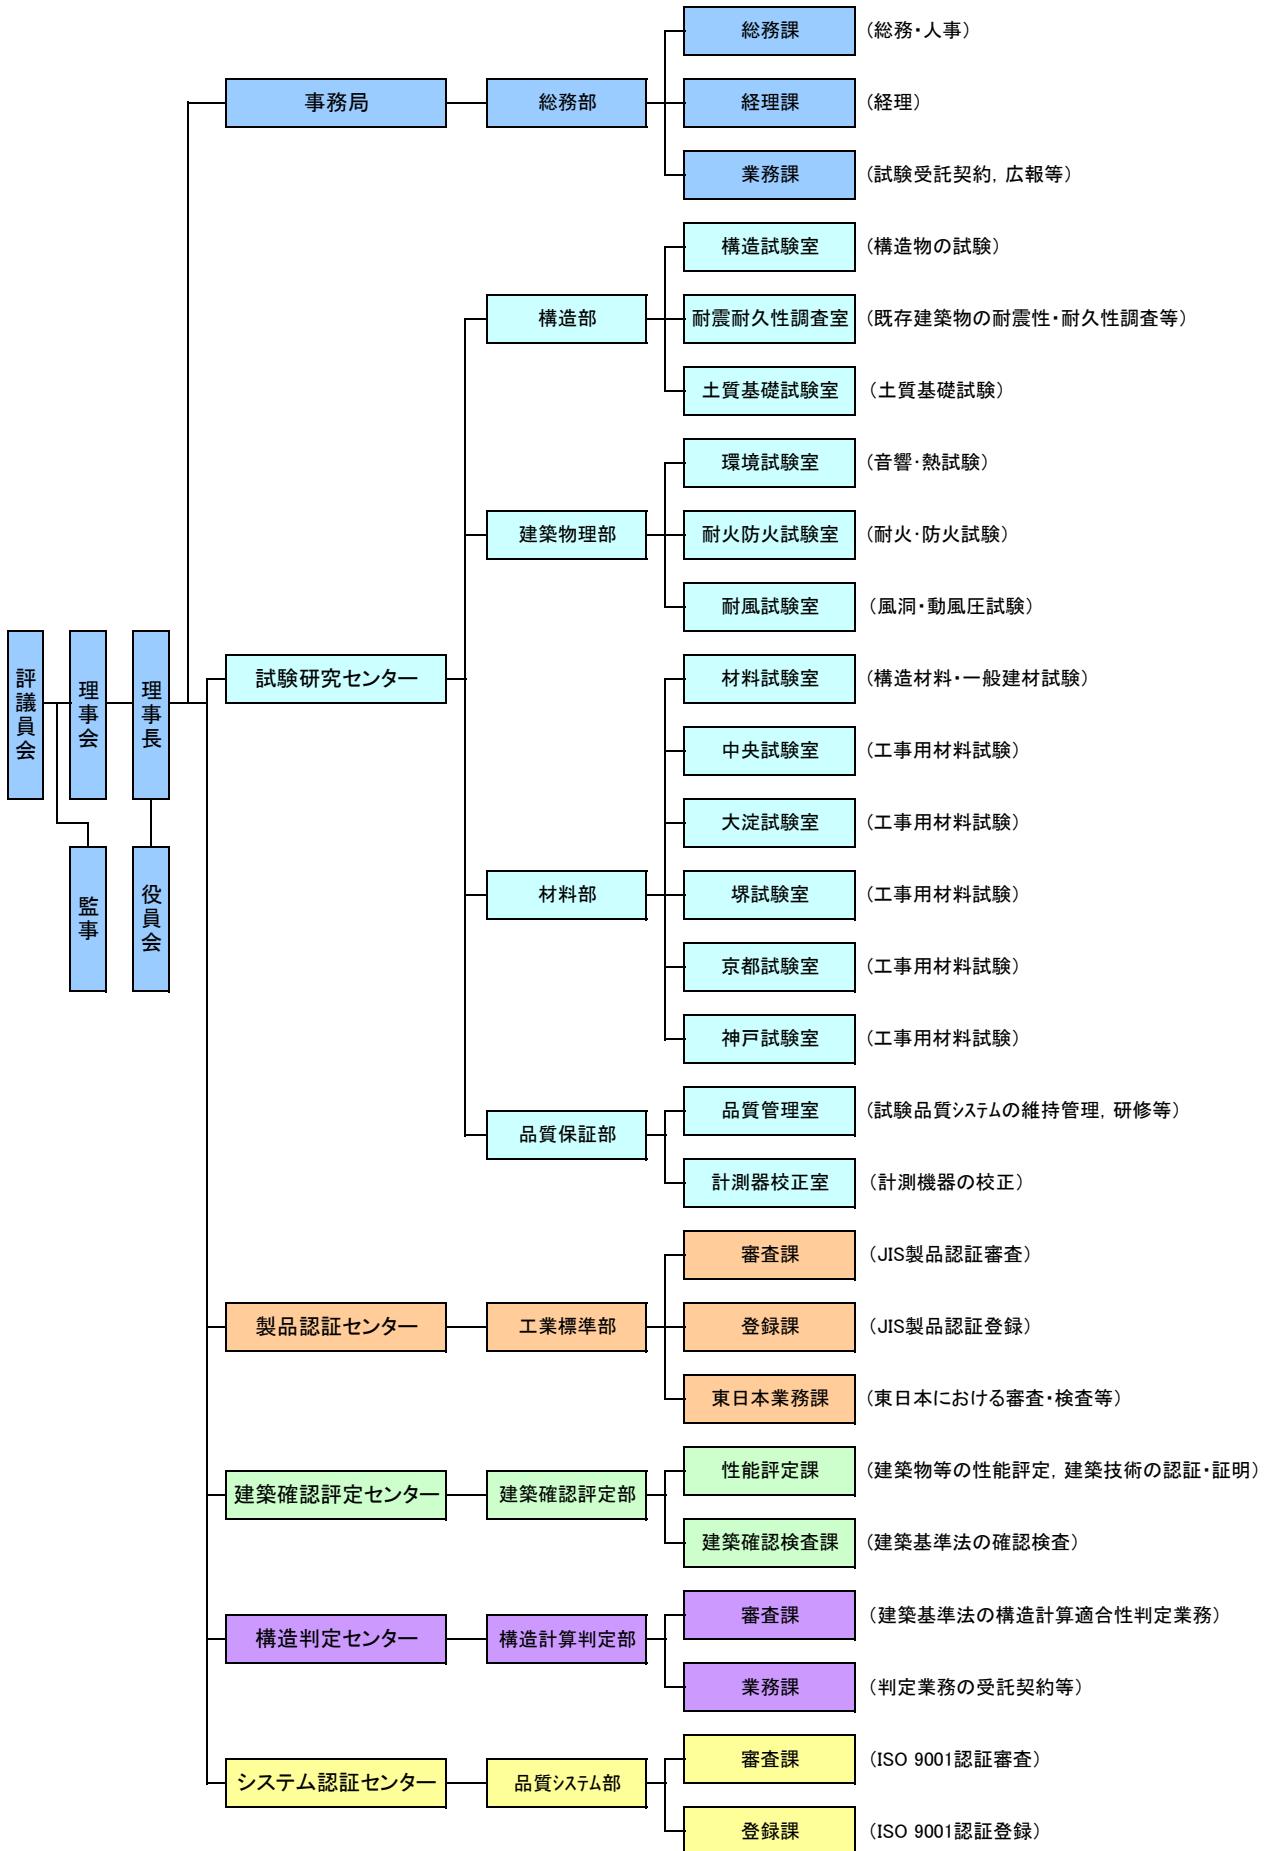 総務課 （総務・人事）
事務局 総務部 経理課 （経理）
業務課 （試験受託契約，広報等）
構造試験室 （構造物の試験）
構造部 耐震耐久性調査室 （既存建築物の耐震性・耐久性調査等）
土質基礎試験室 （土質基礎試験）
環境試験室 （音響・熱試験）
建築物理部 耐火防火試験室 （耐火・防火試験）
耐風試験室 （風洞・動風圧試験）
評議員会
理事会
理事長
監事
役員会
試験研究センター 材料試験室 （構造材料・一般建材試験）
中央試験室 （工事用材料試験）
大淀試験室 （工事用材料試験）
材料部 堺試験室 （工事用材料試験）
京都試験室 （工事用材料試験）
神戸試験室 （工事用材料試験）
品質保証部 品質管理室 （試験品質ｼｽﾃﾑの維持管理，研修等）
計測器校正室 （計測機器の校正）
審査課 （JIS製品認証審査）
製品認証センター 工業標準部 登録課 （JIS製品認証登録）
東日本業務課 （東日本における審査・検査等）
建築確認評定センター 建築確認評定部 性能評定課 （建築物等の性能評定，建築技術の認証・証明）
建築確認検査課 （建築基準法の確認検査）
構造判定センター 構造計算判定部 審査課 （建築基準法の構造計算適合性判定業務）
業務課 （判定業務の受託契約等）
システム認証センター 品質ｼｽﾃﾑ部 審査課 （ISO 9001認証審査）
登録課 （ISO 9001認証登録）